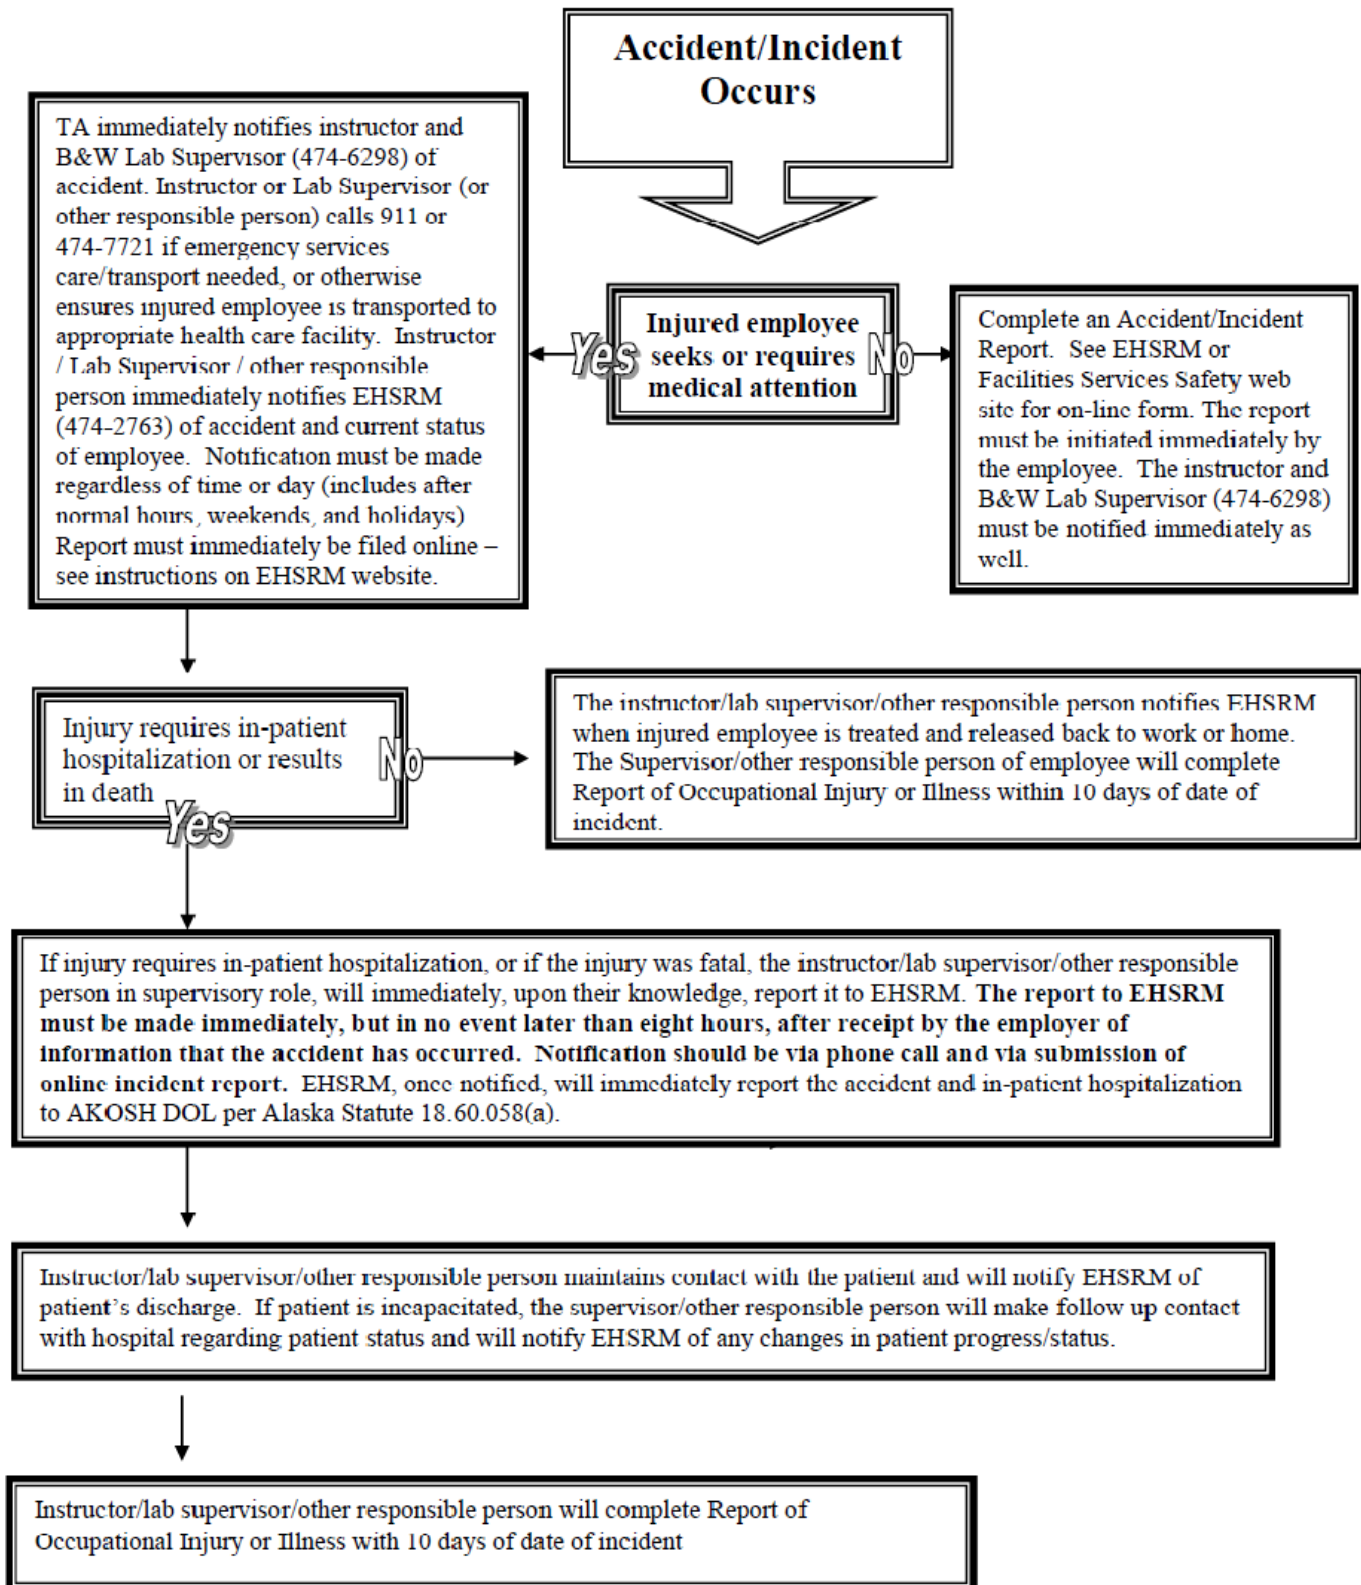 Accident/Incident
Occurs
TA immediately notifies instructor and
B&W Lab Supervisor (474-6298) of
accident. Instructor or Lab Supervisor (or
other responsible person) calls 911 or
474-7721 if emergency services
care/transport needed, or otherwise
ensures injured employee is transported to
appropriate health care facility.  Instructor
/ Lab Supervisor / other responsible
person immediately notifies EHSRM
(474-2763) of accident and current status
of employee.  Notification must be made
regardless of time or day (includes after
normal hours, weekends, and holidays)
Report must immediately be filed online –
see instructions on EHSRM website.
Yes
Injured employee
seeks or requires
medical attention
No
Complete an Accident/Incident
Report.  See EHSRM or
Facilities Services Safety web
site for on-line form. The report
must be initiated immediately by
the employee.  The instructor and
B&W Lab Supervisor (474-6298)
must be notified immediately as
well.
Injury requires in-patient
hospitalization or results
in death
No
Yes
The instructor/lab supervisor/other responsible person notifies EHSRM
when injured employee is treated and released back to work or home.
The Supervisor/other responsible person of employee will complete
Report of Occupational Injury or Illness within 10 days of date of
incident.
If injury requires in-patient hospitalization, or if the injury was fatal, the instructor/lab supervisor/other responsible
person in supervisory role, will immediately, upon their knowledge, report it to EHSRM. The report to EHSRM
must be made immediately, but in no event later than eight hours, after receipt by the employer of
information that the accident has occurred.  Notification should be via phone call and via submission of
online incident report.  EHSRM, once notified, will immediately report the accident and in-patient hospitalization
to AKOSH DOL per Alaska Statute 18.60.058(a).
Instructor/lab supervisor/other responsible person maintains contact with the patient and will notify EHSRM of
patient's discharge.  If patient is incapacitated, the supervisor/other responsible person will make follow up contact
with hospital regarding patient status and will notify EHSRM of any changes in patient progress/status.
Instructor/lab supervisor/other responsible person will complete Report of
Occupational Injury or Illness with 10 days of date of incident